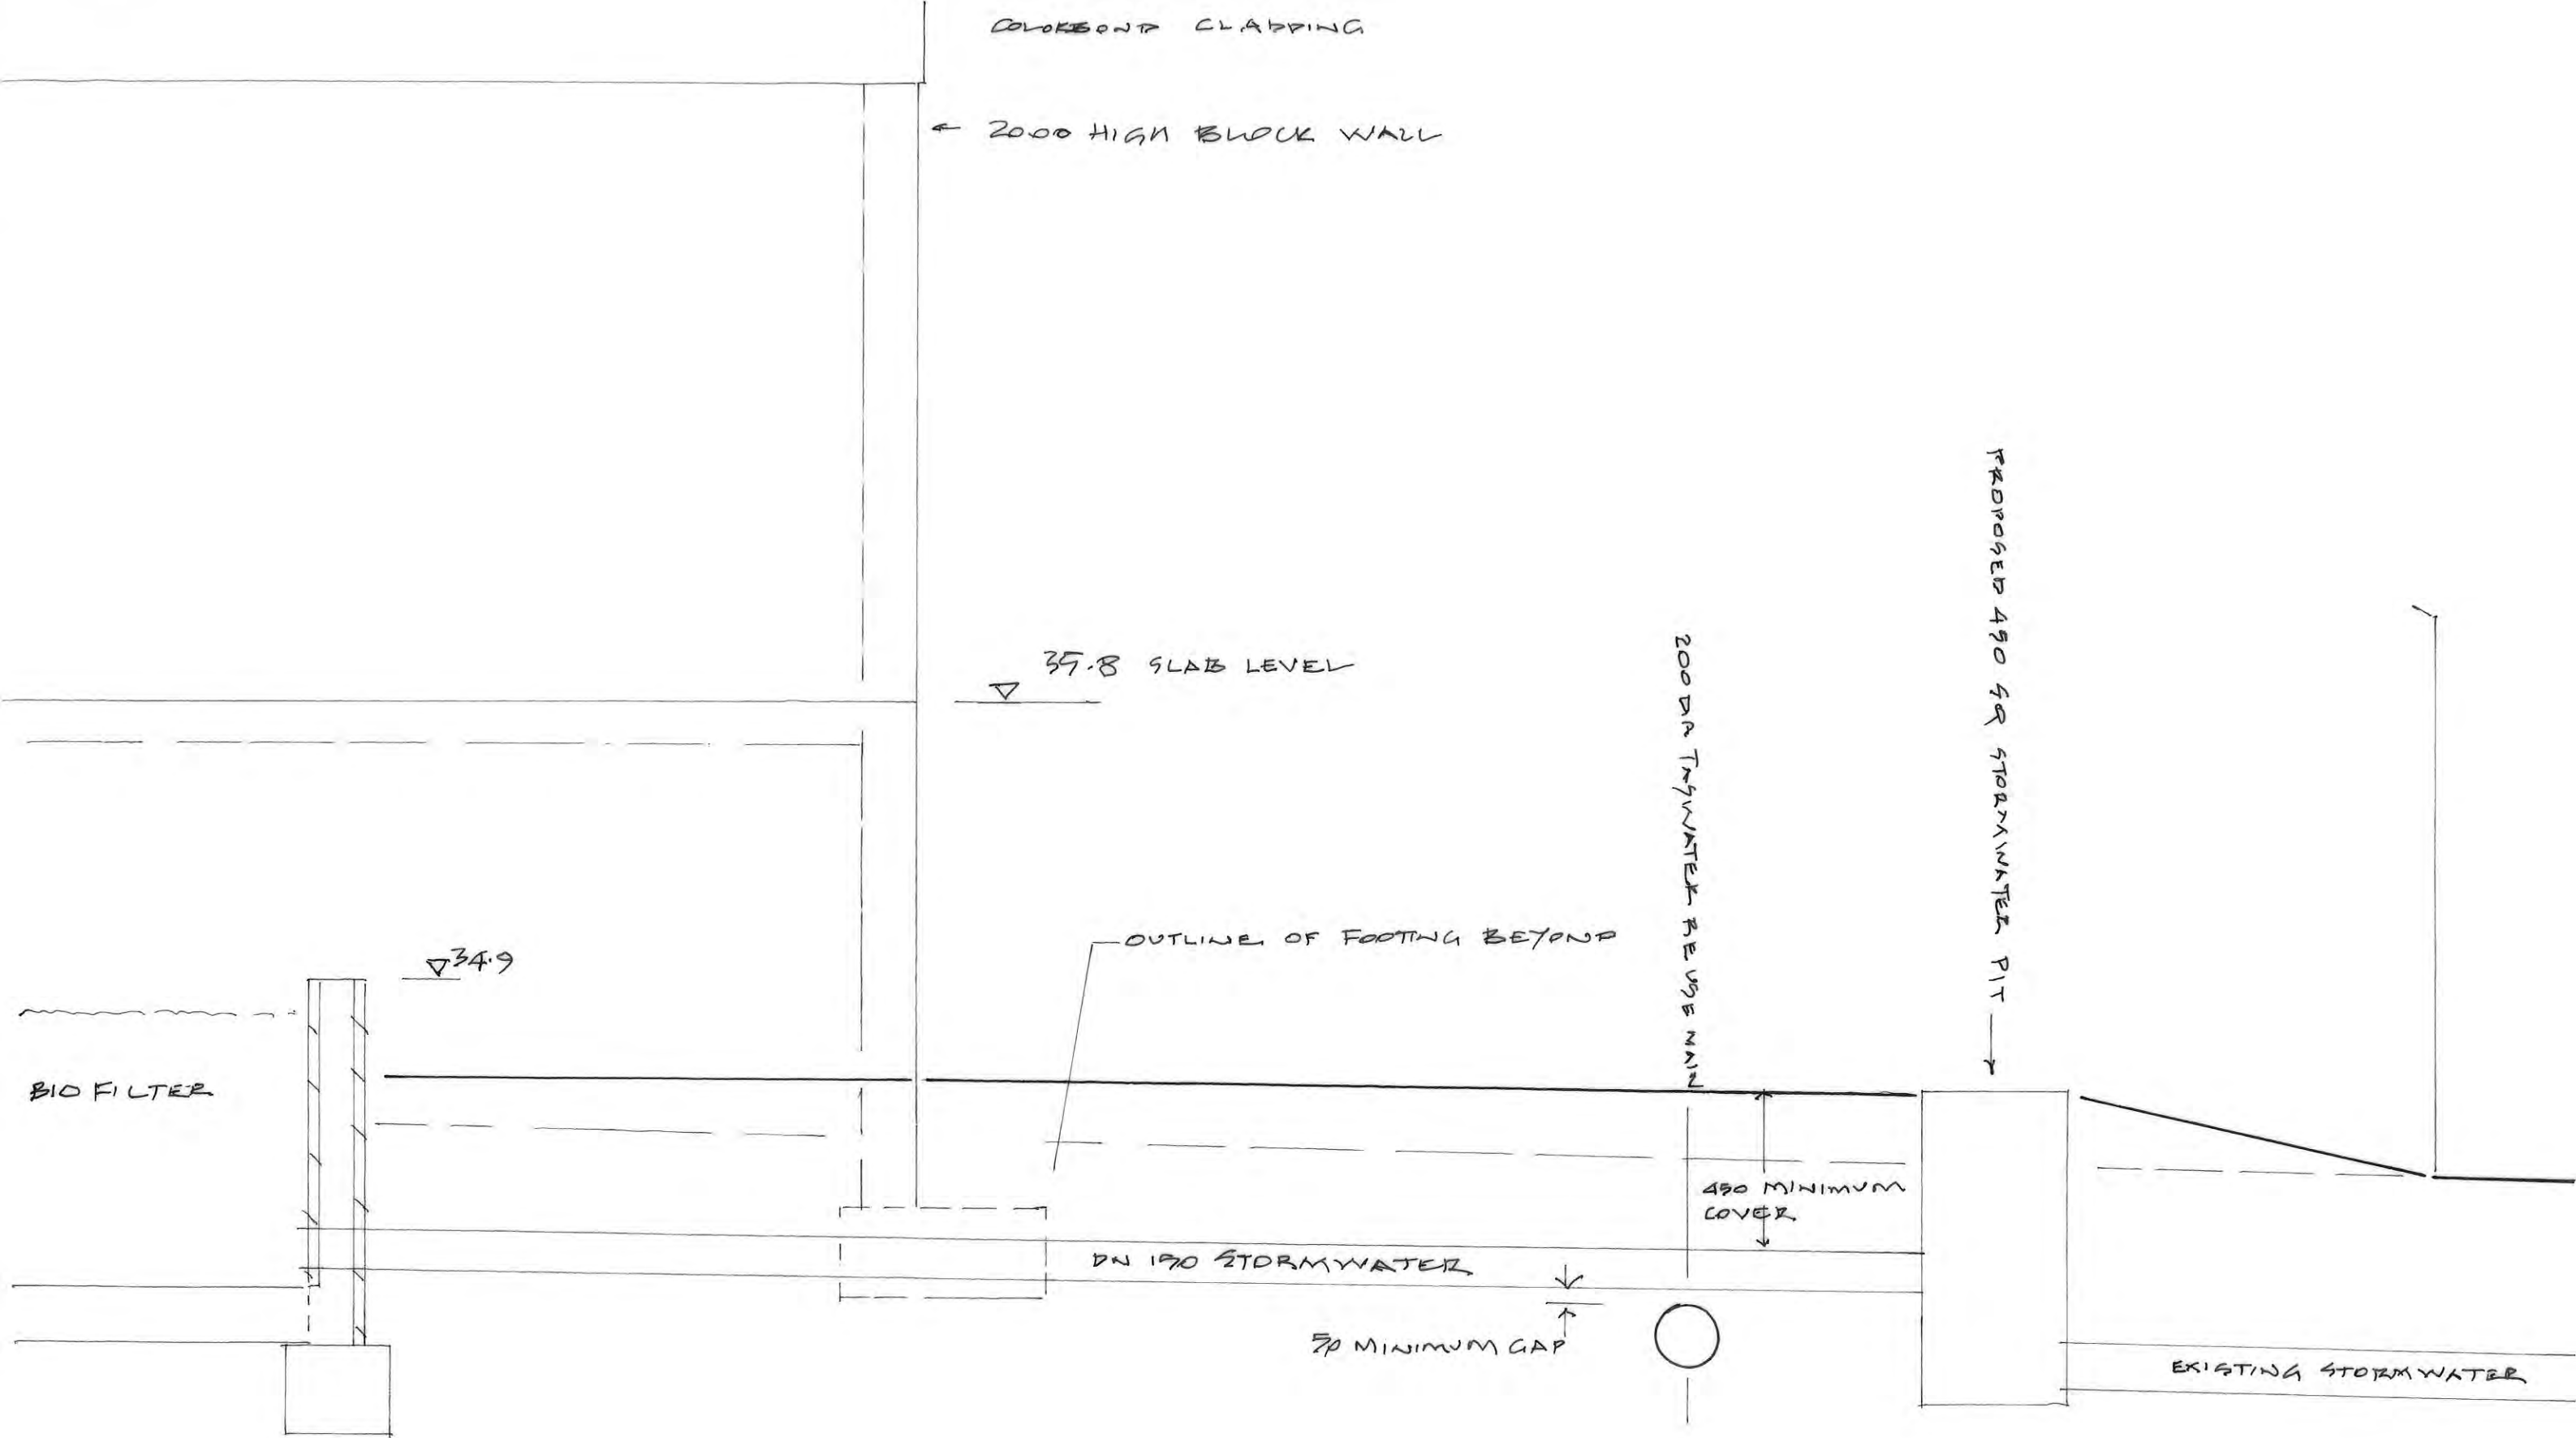 COLORBOND CLADDING
2000 HIGH BLOCK WALL
35.8 SLAB LEVEL
PROPOSED 450 SQ STORMWATER PIT
200 DIA TASWATER RE USE MAIN
OUTLINE OF FOOTING BEYOND
34.9
BIO FILTER
450 MINIMUM
COVER
DN 150 STORMWATER
50 MINIMUM GAP
EXISTING STORMWATER